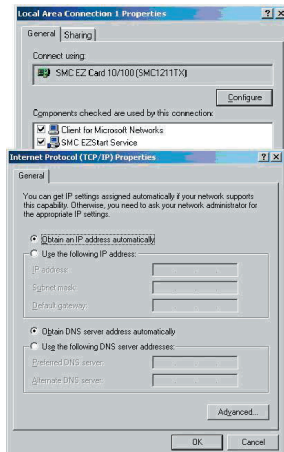 Local Area Connection 1 Properties
General Sharing
Connect using:
SMC EZ Card 10/100 (SMC1211TX)
Configure
Components checked are used by this connection:
Client for Microsoft Networks
SMC EZStart Service
Internet Protocol (TCP/IP) Properties
General
You can get IP settings assigned automatically if your network supports
this capability. Otherwise, you need to ask your network administrator for
the appropriate IP settings.
Obtain an IP address automatically
Use the following IP address:
IP address:
Subnet mask:
Default gateway:
Obtain DNS server address automatically
Use the following DNS server addresses:
Preferred DNS server:
Alternate DNS server:
Advanced...
OK Cancel